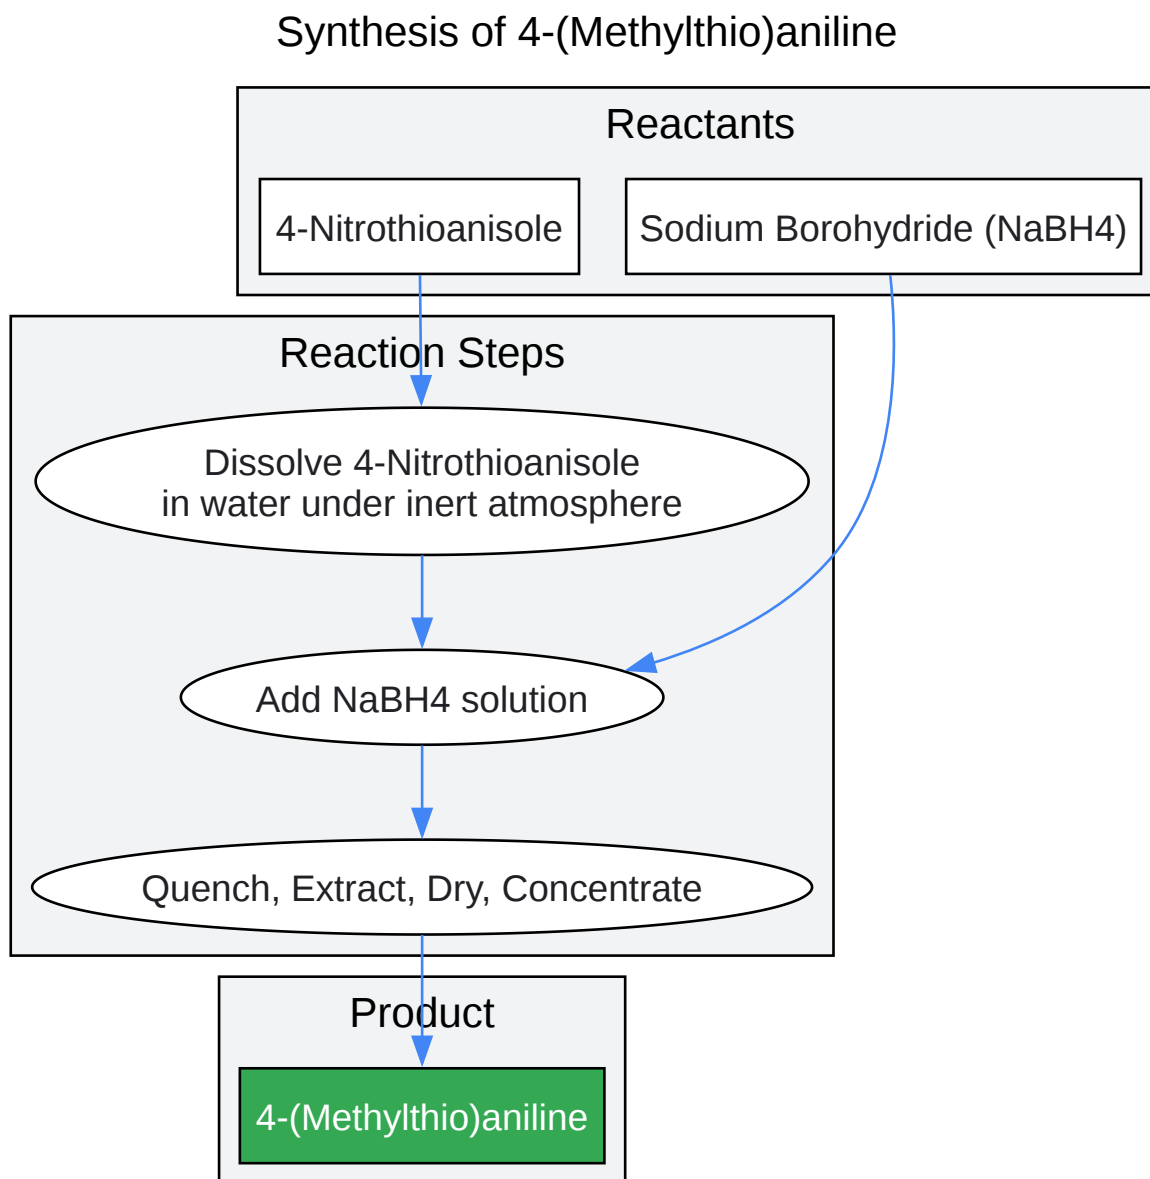 Synthesis of 4-(Methylthio)aniline
Reactants
4-Nitrothioanisole
Sodium Borohydride (NaBH4)
Reaction Steps
Dissolve 4-Nitrothioanisole
in water under inert atmosphere
Add NaBH4 solution
Quench, Extract, Dry, Concentrate
Product
4-(Methylthio)aniline